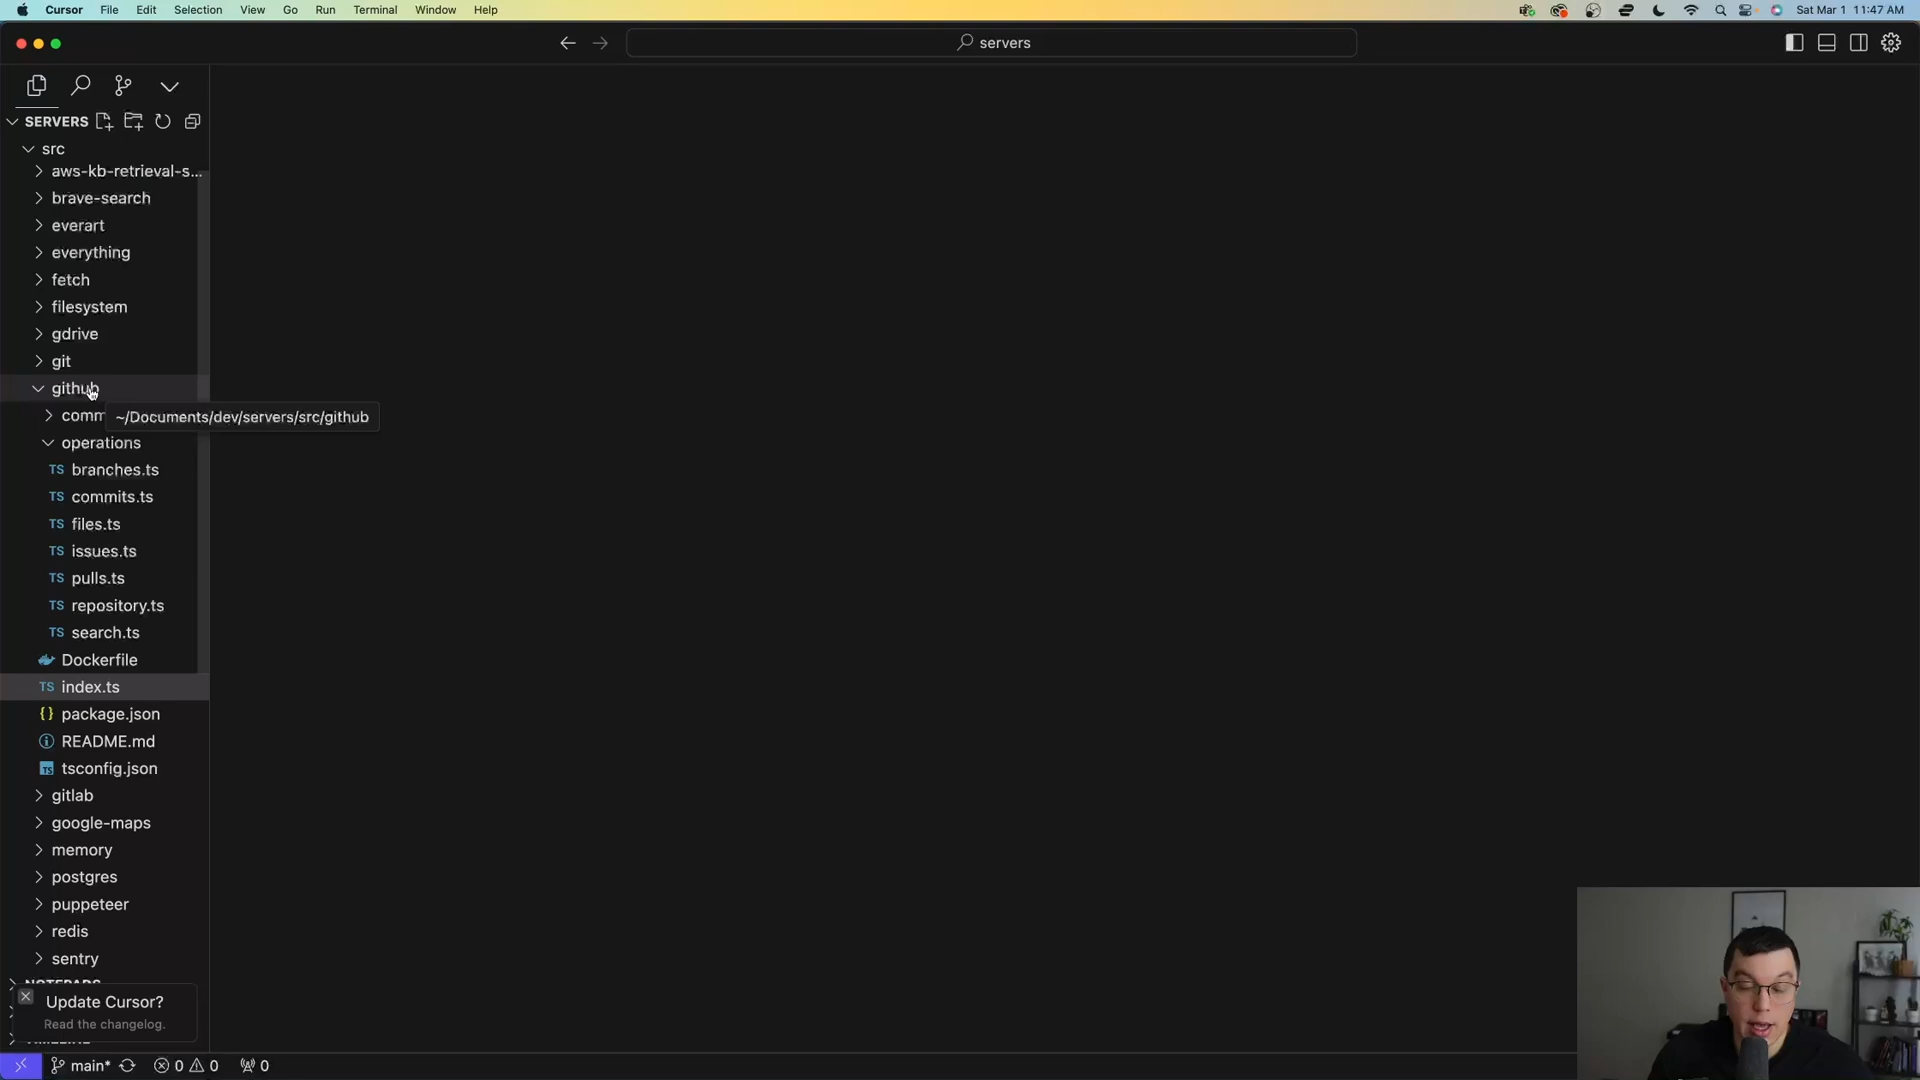 Cursor File Edit Selection View Go Run Terminal Window Help
Sat Mar 1 11:47 AM
servers
SERVERS
src
aws-kb-retrieval-s...
brave-search
everart
everything
fetch
filesystem
gdrive
git
github
comm
~/Documents/dev/servers/src/github
operations
TS branches.ts
TS commits.ts
TS files.ts
TS issues.ts
TS pulls.ts
TS repository.ts
TS search.ts
Dockerfile
TS index.ts
{} package.json
README.md
TS tsconfig.json
gitlab
google-maps
memory
postgres
puppeteer
redis
sentry
NOTEPADS
Update Cursor?
Read the changelog.
TIMELINE
main* 0 0 0